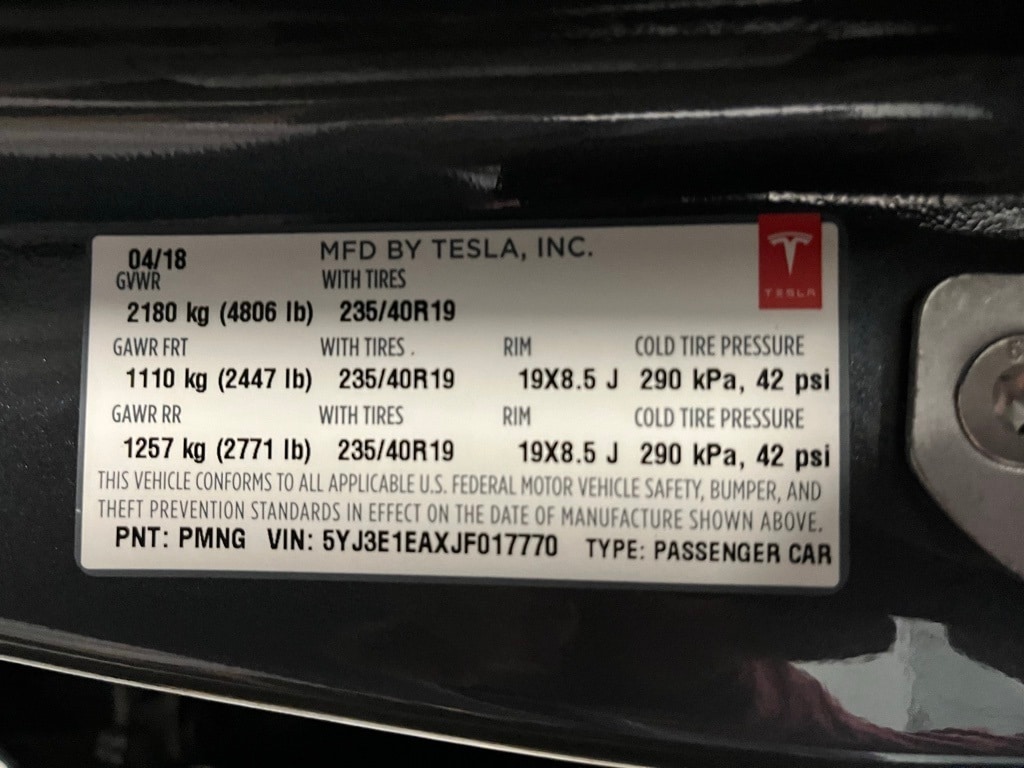 04/18 MFD BY TESLA, INC.
GVWR WITH TIRES
2180 kg (4806 lb) 235/40R19
TESLA
GAWR FRT WITH TIRES . RIM COLD TIRE PRESSURE
1110 kg (2447 lb) 235/40R19 19X8.5 J 290 kPa, 42 psi
GAWR RR WITH TIRES RIM COLD TIRE PRESSURE
1257 kg (2771 lb) 235/40R19 19X8.5 J 290 kPa, 42 psi
THIS VEHICLE CONFORMS TO ALL APPLICABLE U.S. FEDERAL MOTOR VEHICLE SAFETY, BUMPER, AND
THEFT PREVENTION STANDARDS IN EFFECT ON THE DATE OF MANUFACTURE SHOWN ABOVE.
PNT: PMNG VIN: 5YJ3E1EAXJF017770 TYPE: PASSENGER CAR